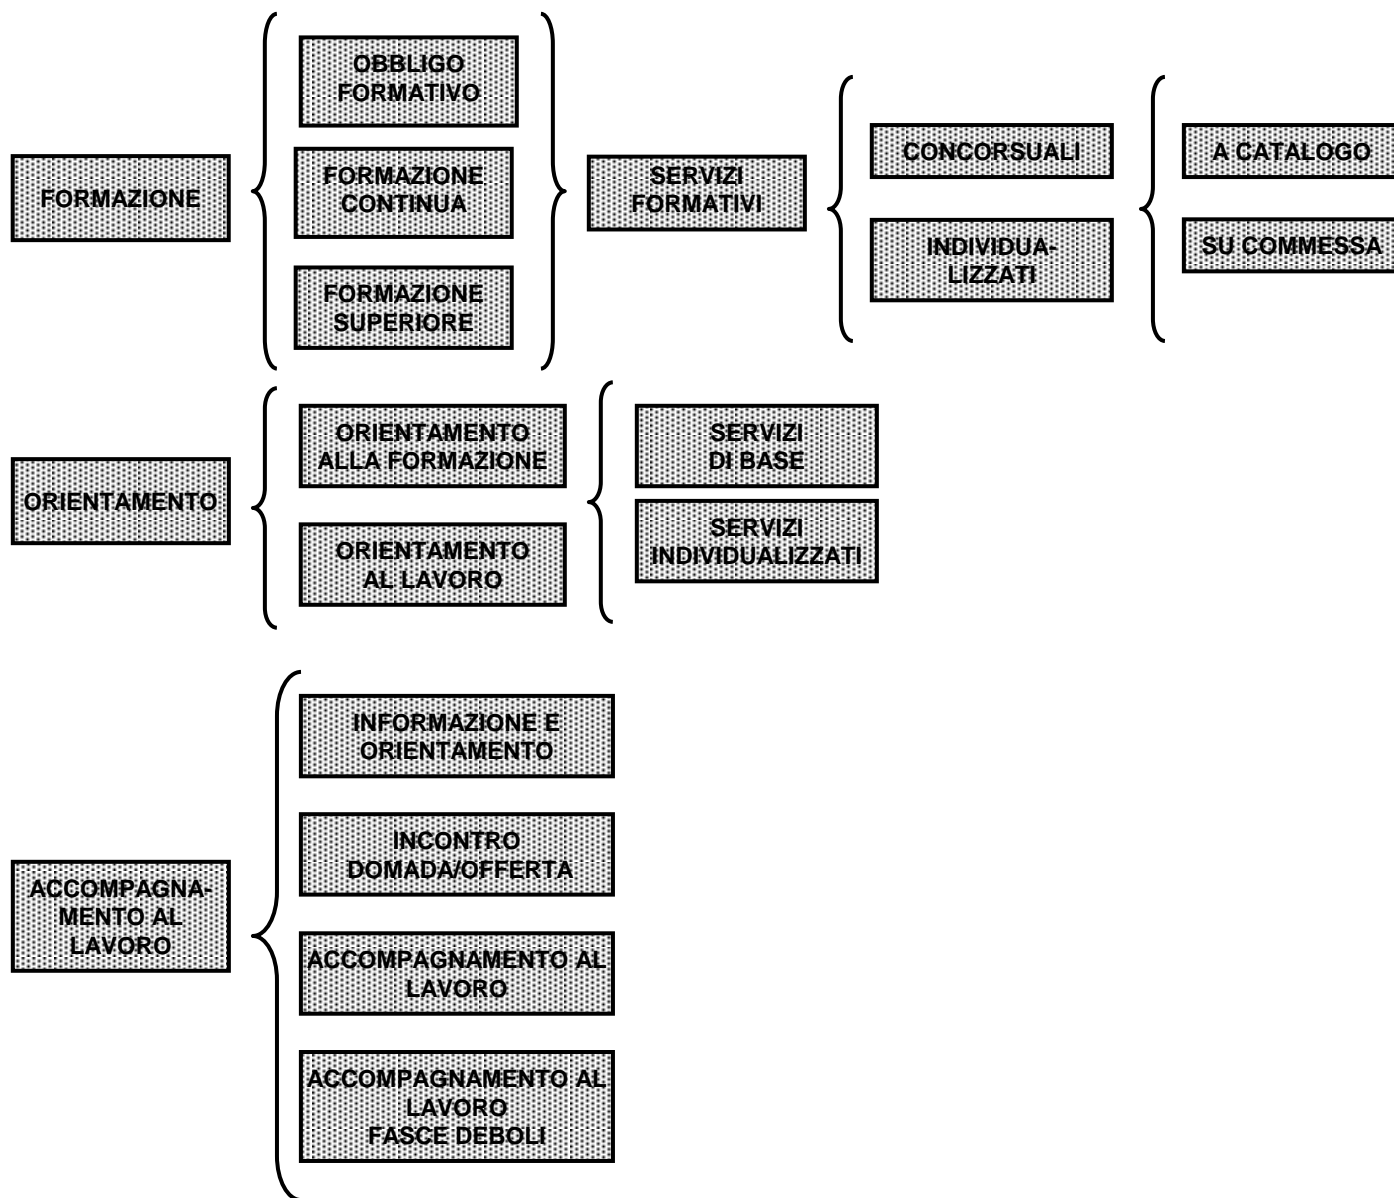 FORMAZIONE
OBBLIGO
FORMATIVO
FORMAZIONE
CONTINUA
FORMAZIONE
SUPERIORE
SERVIZI
FORMATIVI
CONCORSUALI
INDIVIDUA-
LIZZATI
A CATALOGO
SU COMMESSA
ORIENTAMENTO
ORIENTAMENTO
ALLA FORMAZIONE
ORIENTAMENTO
AL LAVORO
SERVIZI
DI BASE
SERVIZI
INDIVIDUALIZZATI
ACCOMPAGNA-
MENTO AL
LAVORO
INFORMAZIONE E
ORIENTAMENTO
INCONTRO
DOMADA/OFFERTA
ACCOMPAGNAMENTO AL
LAVORO
ACCOMPAGNAMENTO AL
LAVORO
FASCE DEBOLI